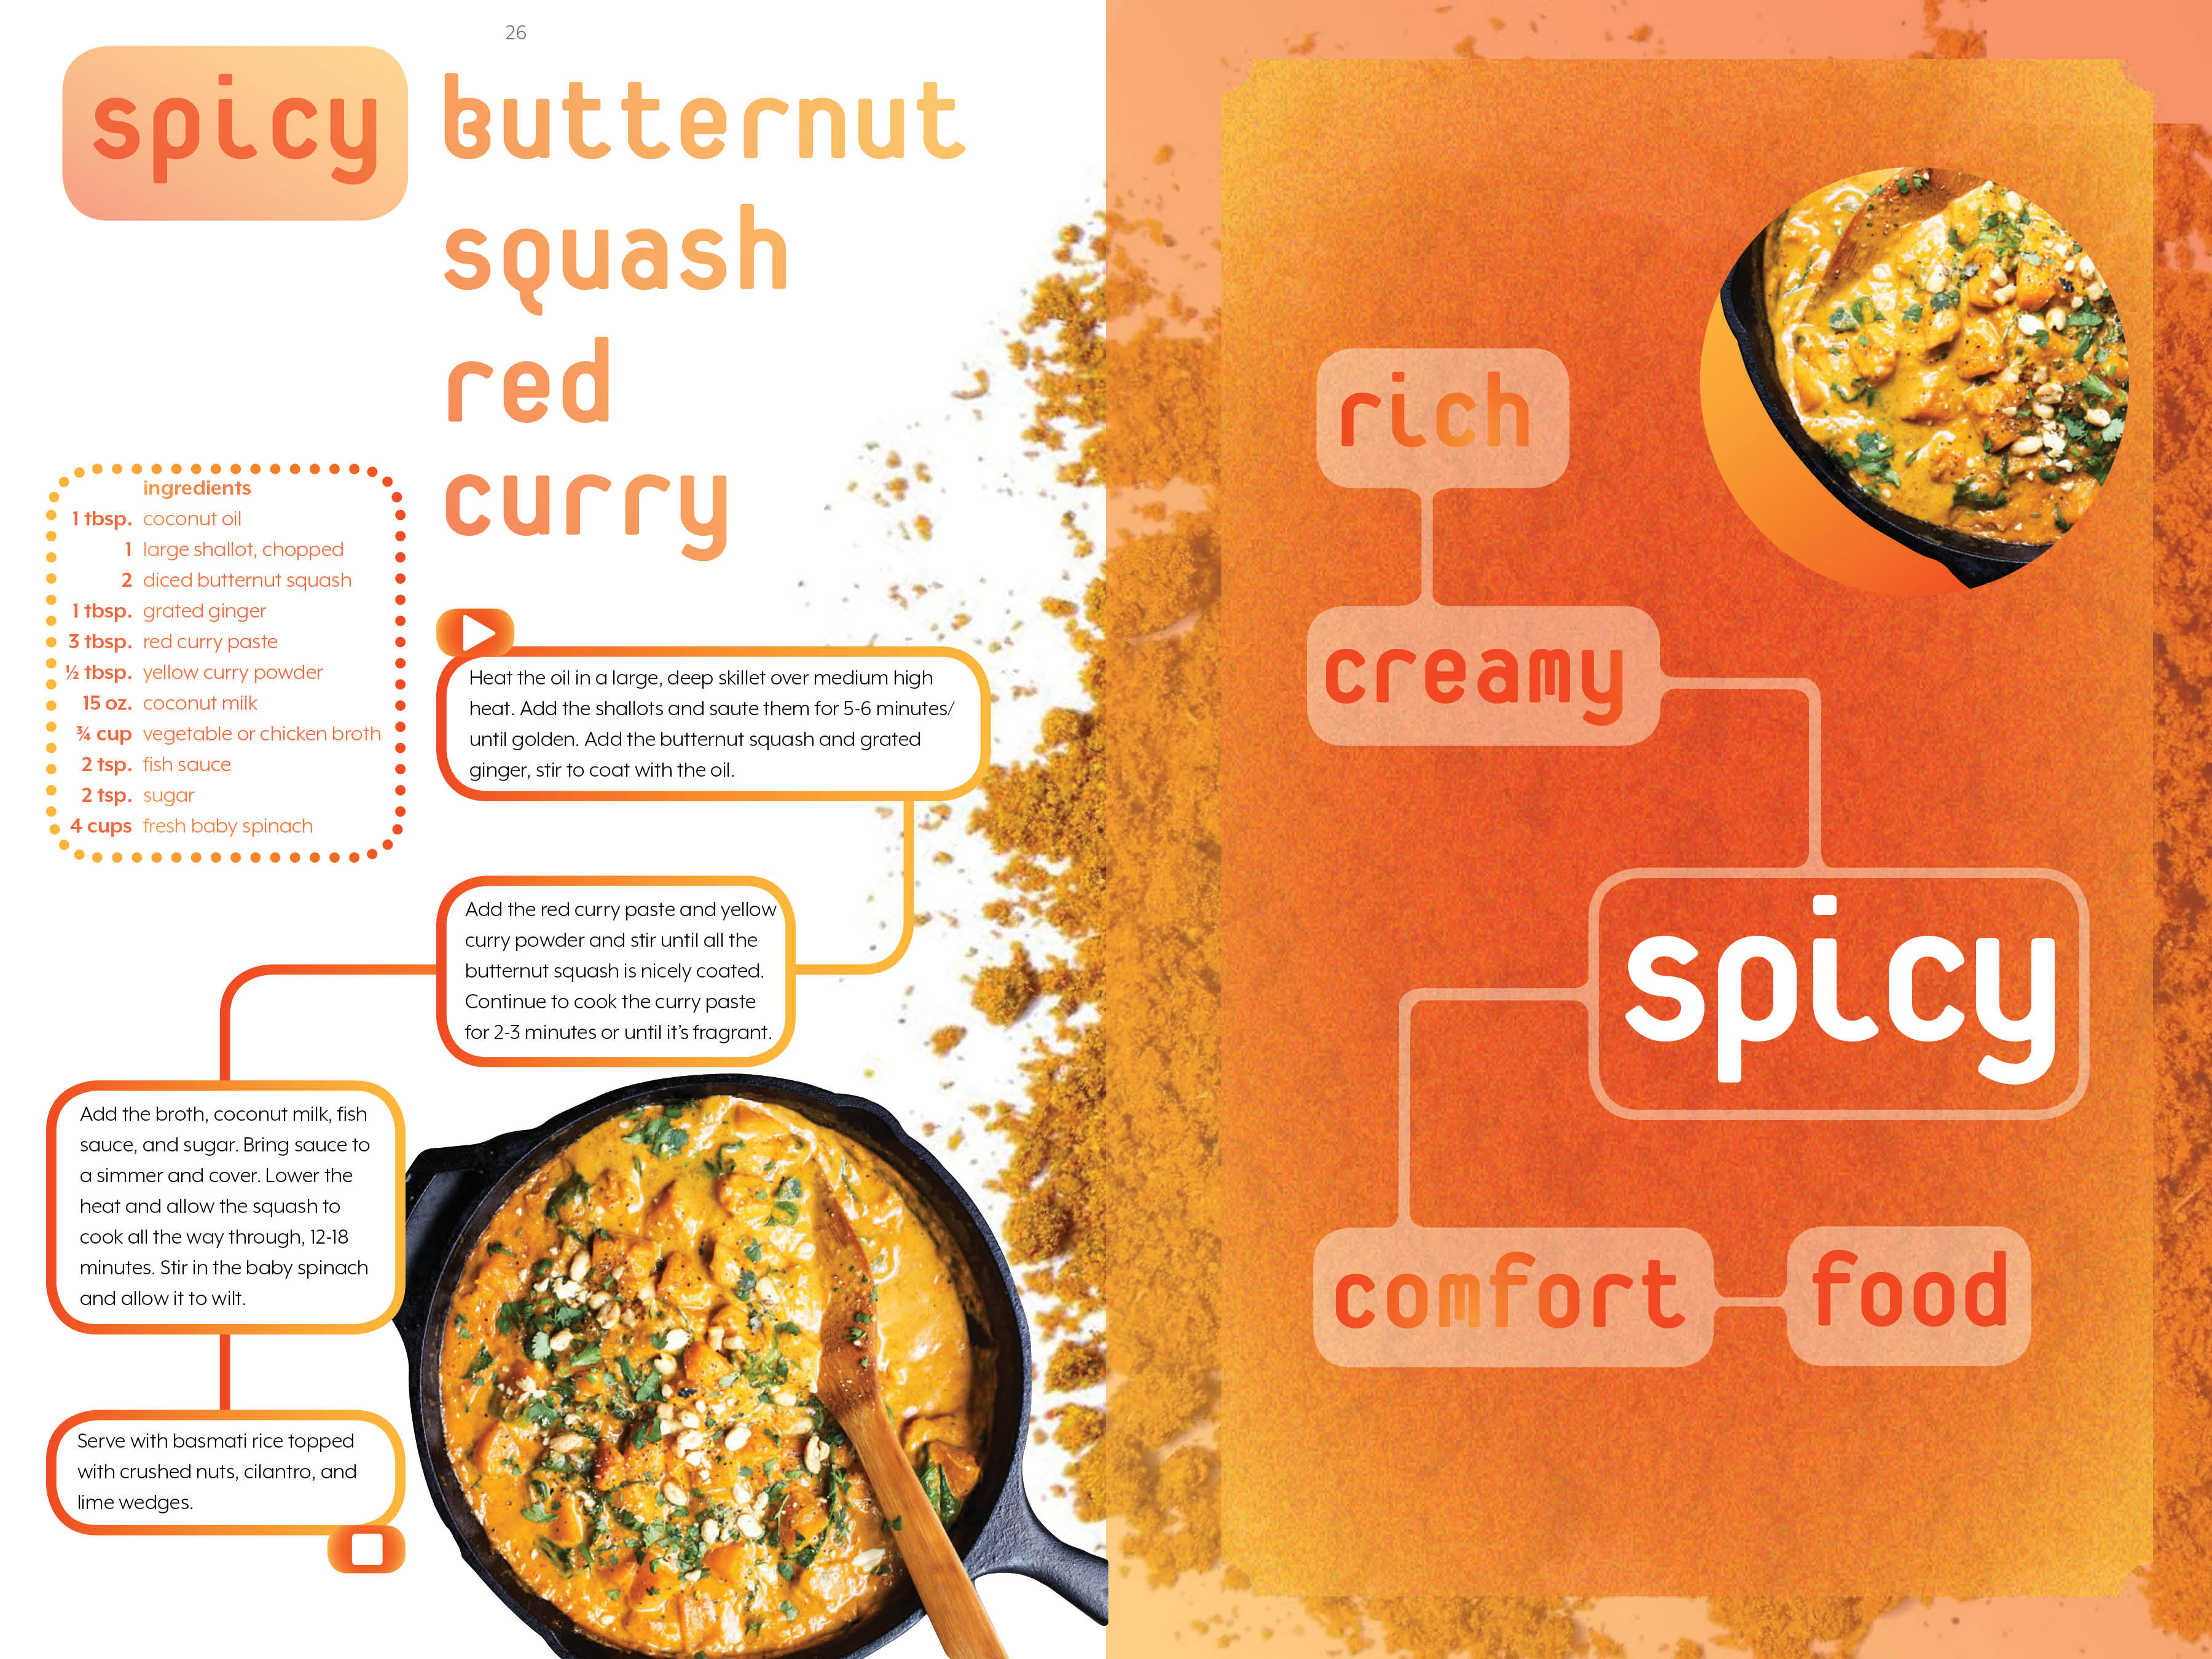 26
spicy butternut
squash
red
curry
ingredients
1 tbsp. coconut oil
1 large shallot, chopped
2 diced butternut squash
1 tbsp. grated ginger
3 tbsp. red curry paste
½ tbsp. yellow curry powder
15 oz. coconut milk
¾ cup vegetable or chicken broth
2 tsp. fish sauce
2 tsp. sugar
4 cups fresh baby spinach
Heat the oil in a large, deep skillet over medium high
heat. Add the shallots and saute them for 5-6 minutes/
until golden. Add the butternut squash and grated
ginger, stir to coat with the oil.
Add the red curry paste and yellow
curry powder and stir until all the
butternut squash is nicely coated.
Continue to cook the curry paste
for 2-3 minutes or until it's fragrant.
Add the broth, coconut milk, fish
sauce, and sugar. Bring sauce to
a simmer and cover. Lower the
heat and allow the squash to
cook all the way through, 12-18
minutes. Stir in the baby spinach
and allow it to wilt.
Serve with basmati rice topped
with crushed nuts, cilantro, and
lime wedges.
rich
creamy
spicy
comfort food